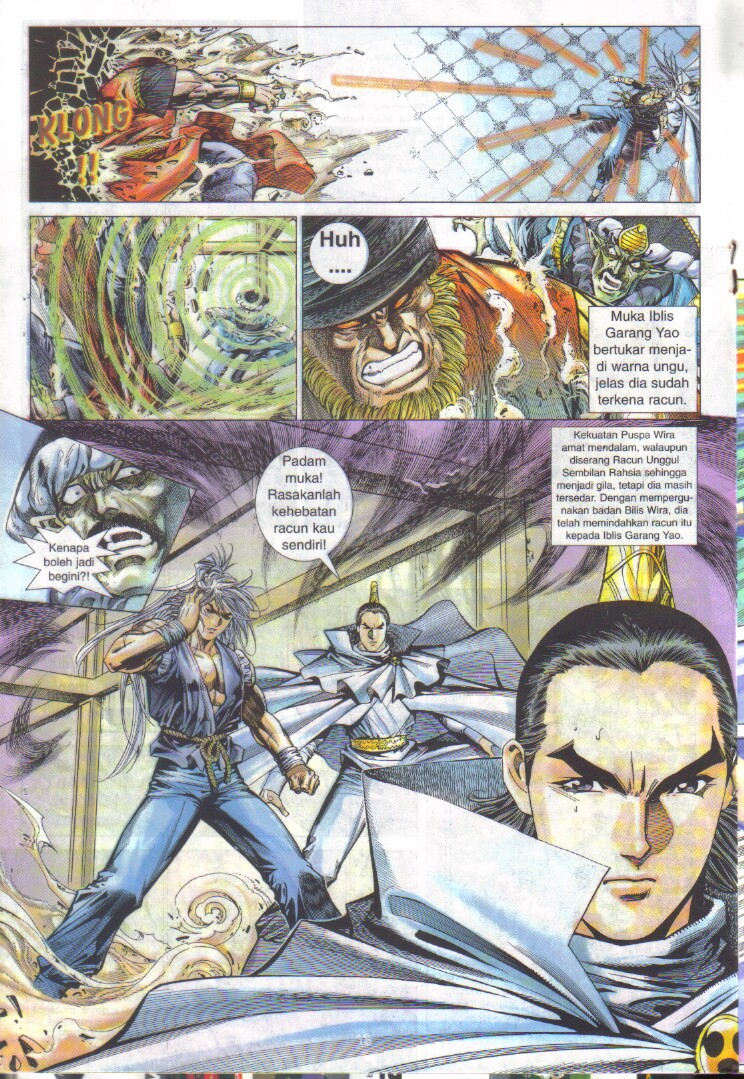 KLONG
!!
Huh
....
Muka Iblis
Garang Yao
bertukar menja-
di warna ungu,
jelas dia sudah
terkena racun.
Kenapa
boleh jadi
begini?!
Padam
muka!
Rasakanlah
kehebatan
racun kau
sendiri!
Kekuatan Puspa Wira
amat mendalam, walaupun
diserang Racun Unggul
Sembilan Rahsia sehingga
menjadi gila, tetapi dia masih
tersedar. Dengan mempergu-
nakan badan Bilis Wira, dia
telah memindahkan racun itu
kepada Iblis Garang Yao.